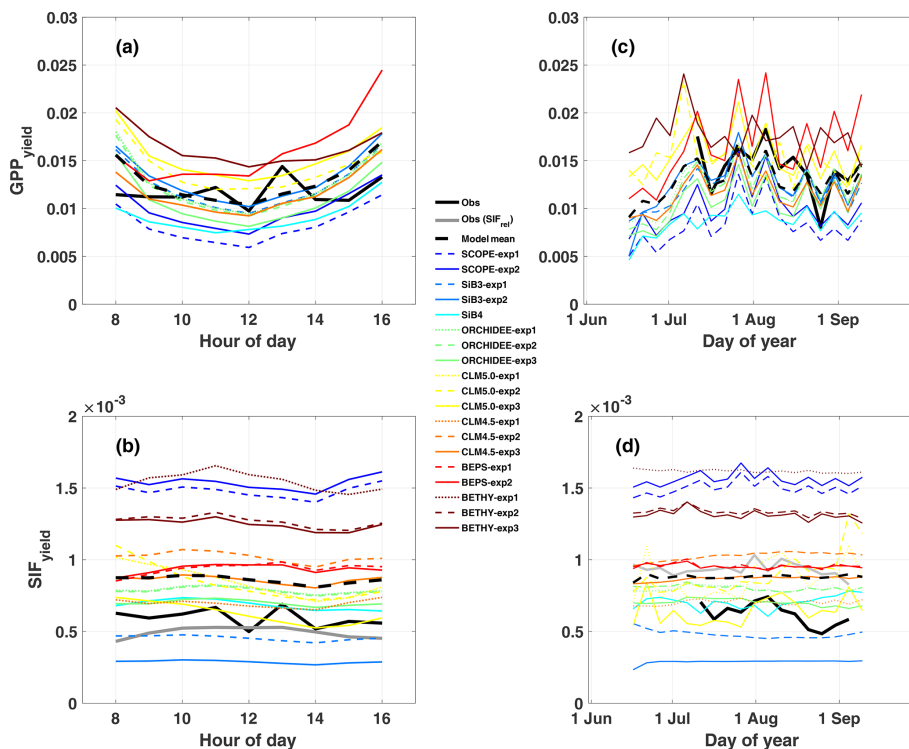 (a)
GPP_yield
0.03
0.025
0.02
0.015
0.01
0.005
0
8 10 12 14 16
Hour of day
(c)
0.03
0.025
0.02
0.015
0.01
0.005
0
1 Jun 1 Jul 1 Aug 1 Sep
Day of year
Obs
Obs (SIF_rel)
Model mean
SCOPE-exp1
SCOPE-exp2
SiB3-exp1
SiB3-exp2
SiB4
ORCHIDEE-exp1
ORCHIDEE-exp2
ORCHIDEE-exp3
CLM5.0-exp1
CLM5.0-exp2
CLM5.0-exp3
CLM4.5-exp1
CLM4.5-exp2
CLM4.5-exp3
BEPS-exp1
BEPS-exp2
BETHY-exp1
BETHY-exp2
BETHY-exp3
×10⁻³
(b)
SIF_yield
2
1.5
1
0.5
0
8 10 12 14 16
Hour of day
×10⁻³
(d)
2
1.5
1
0.5
0
1 Jun 1 Jul 1 Aug 1 Sep
Day of year